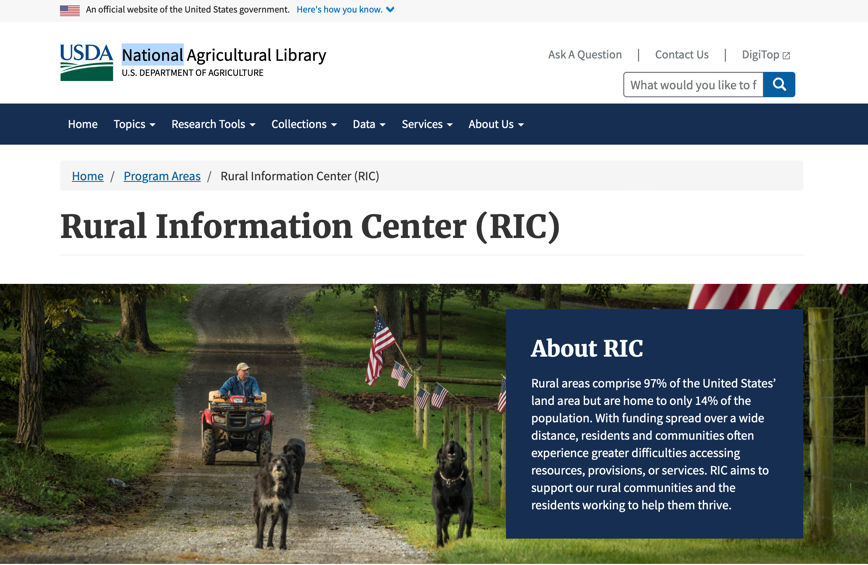 An official website of the United States government. Here's how you know.
USDA National Agricultural Library
U.S. DEPARTMENT OF AGRICULTURE
Ask A Question | Contact Us | DigiTop
What would you like to f
Home Topics Research Tools Collections Data Services About Us
Home / Program Areas / Rural Information Center (RIC)
Rural Information Center (RIC)
About RIC
Rural areas comprise 97% of the United States’
land area but are home to only 14% of the
population. With funding spread over a wide
distance, residents and communities often
experience greater difficulties accessing
resources, provisions, or services. RIC aims to
support our rural communities and the
residents working to help them thrive.